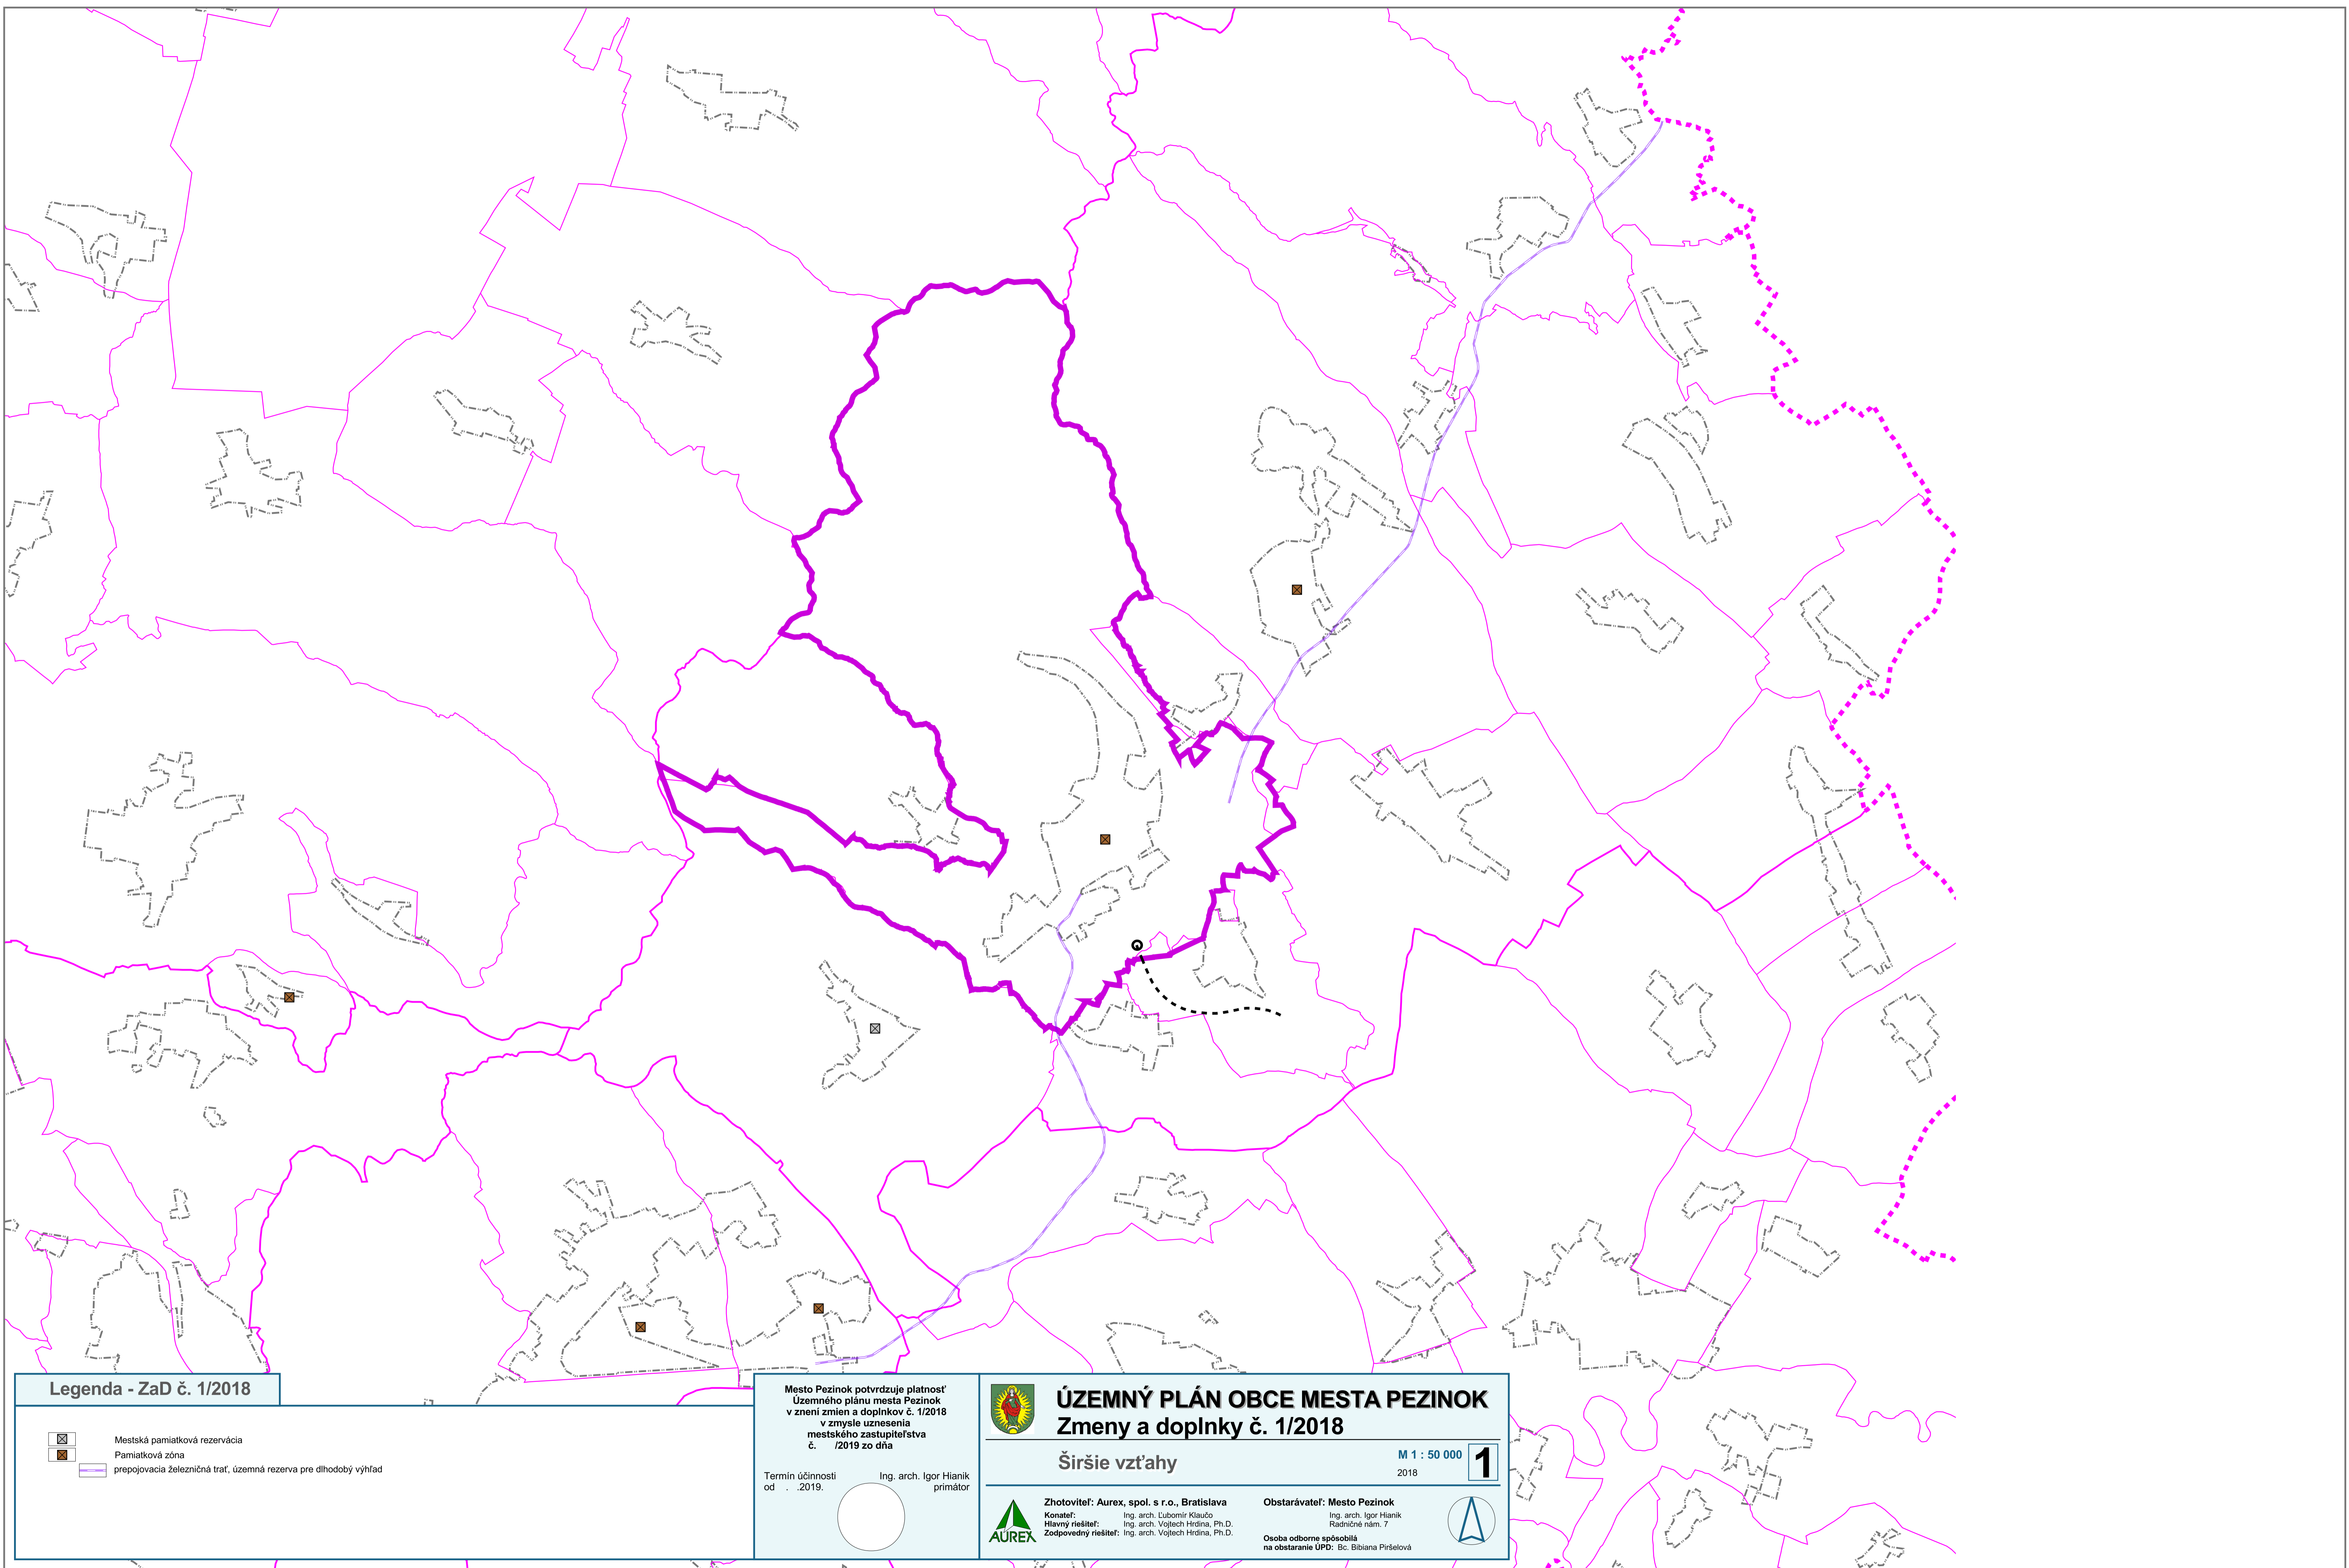 Legenda - ZaD č. 1/2018
Mestská pamiatková rezervácia
Pamiatková zóna
prepojovacia železničná trať, územná rezerva pre dlhodobý výhľad
Mesto Pezinok potvrdzuje platnosť
Územného plánu mesta Pezinok
v znení zmien a doplnkov č. 1/2018
v zmysle uznesenia
mestského zastupiteľstva
č. /2019 zo dňa
Termín účinnosti
od . .2019.
Ing. arch. Igor Hianik
primátor
ÚZEMNÝ PLÁN OBCE MESTA PEZINOK
Zmeny a doplnky č. 1/2018
Širšie vzťahy
M 1 : 50 000
2018
1
AUREX
Zhotoviteľ: Aurex, spol. s r.o., Bratislava
Konateľ: Ing. arch. Ľubomír Klaučo
Hlavný riešiteľ: Ing. arch. Vojtech Hrdina, Ph.D.
Zodpovedný riešiteľ: Ing. arch. Vojtech Hrdina, Ph.D.
Obstarávateľ: Mesto Pezinok
Ing. arch. Igor Hianik
Radničné nám. 7
Osoba odborne spôsobilá
na obstaranie ÚPD: Bc. Bibiana Piršelová